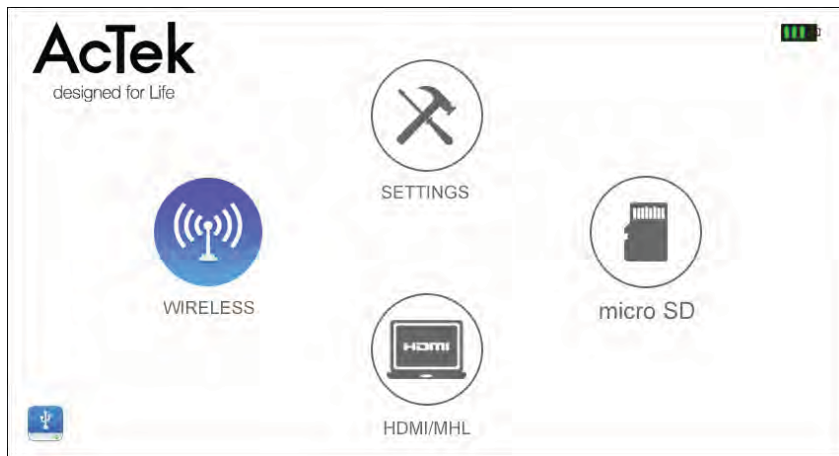 AcTek
designed for Life
SETTINGS
WIRELESS
micro SD
HDMI
HDMI/MHL